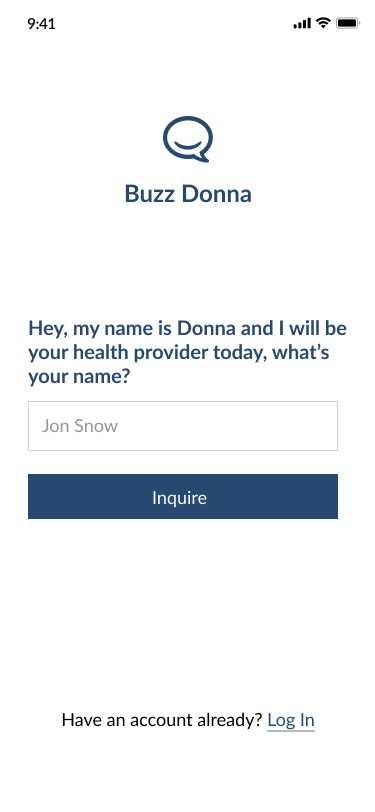 9:41
Buzz Donna
Hey, my name is Donna and I will be
your health provider today, what’s
your name?
Jon Snow
Inquire
Have an account already? Log In